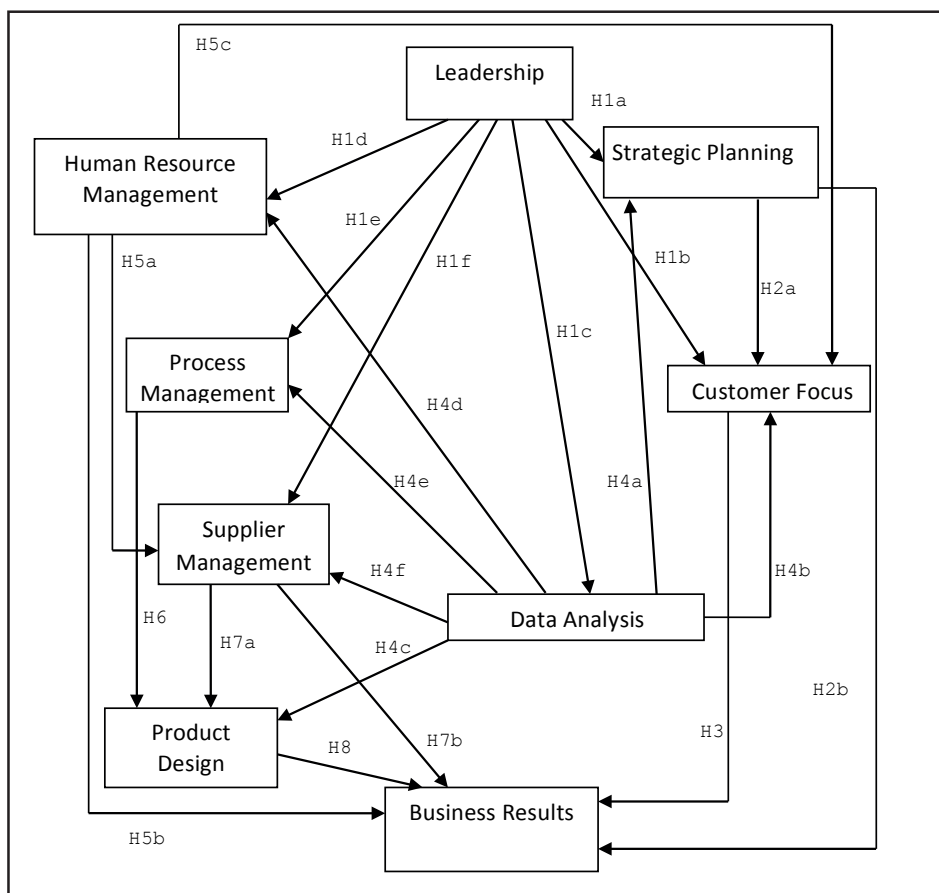 H5c
Leadership
H1a
H1d
Human Resource
Management
Strategic Planning
H1e
H5a
H1f
H1b
H2a
H1c
Process
Management
Customer Focus
H4d
H4e
H4a
Supplier
Management
H4f
H4b
Data Analysis
H6
H7a
H4c
H2b
Product
Design
H8
H7b
H3
Business Results
H5b